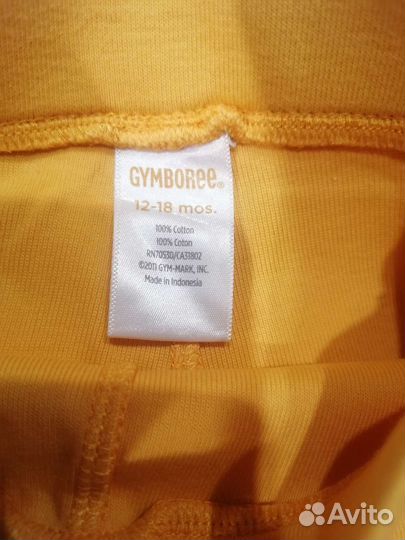 GYMBOREE®
12-18 mos.
100% Cotton
100% Coton
RN70530/CA31802
©2011 GYM-MARK, INC.
Made in Indonesia
Avito